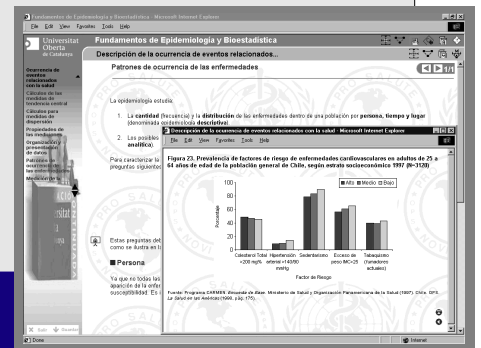 Fundamentos de Epidemiología y Bioestadística - Microsoft Internet Explorer
File Edit View Favorites Tools Help
Universitat
Oberta
de Catalunya
Fundamentos de Epidemiología y Bioestadística
Descripción de la ocurrencia de eventos relacionados...
1/1
Ocurrencia de
eventos
relacionados
con la salud
Cálculos de las
medidas de
tendencia central
Cálculos para
medidas de
dispersión
Propiedades de
las mediciones
Organización y
presentación
de datos
Patrones de
ocurrencia de
las enfermedades
Medición de la
Salir Guardar
Patrones de ocurrencia de las enfermedades
La epidemiología estudia:
1. La cantidad (frecuencia) y la distribución de las enfermedades dentro de una población por persona, tiempo y lugar
(denominada epidemiología descriptiva).
2. Los posibles
analítica)
Para caracterizar la
preguntas siguientes
Estas preguntas deb
como se ilustra en l
Persona
Ya que no todas las
aparición de la enfer
susceptibilidad. Es i
Descripción de la ocurrencia de eventos relacionados con la salud - Microsoft Internet Explorer
File Edit View Favorites Tools Help
Figura 23. Prevalencia de factores de riesgo de enfermedades cardiovasculares en adultos de 25 a
64 años de edad de la población general de Chile, según estrato socioeconómico 1997 (N=3120)
Alto Medio Bajo
Porcentaje
100
80
60
40
20
0
Colesterol Total
>200 mg%
Hipertensión
arterial >140/90
mmHg
Sedentarismo
Exceso de
peso IMC>25
Tabaquismo
(fumadores
actuales)
Factor de Riesgo
Fuente: Programa CARMEN. Encuesta de Base. Ministerio de Salud y Organización Panamericana de la Salud (1997). Chile. OPS.
La Salud en las Américas (1998, pág. 175).
Done
Internet